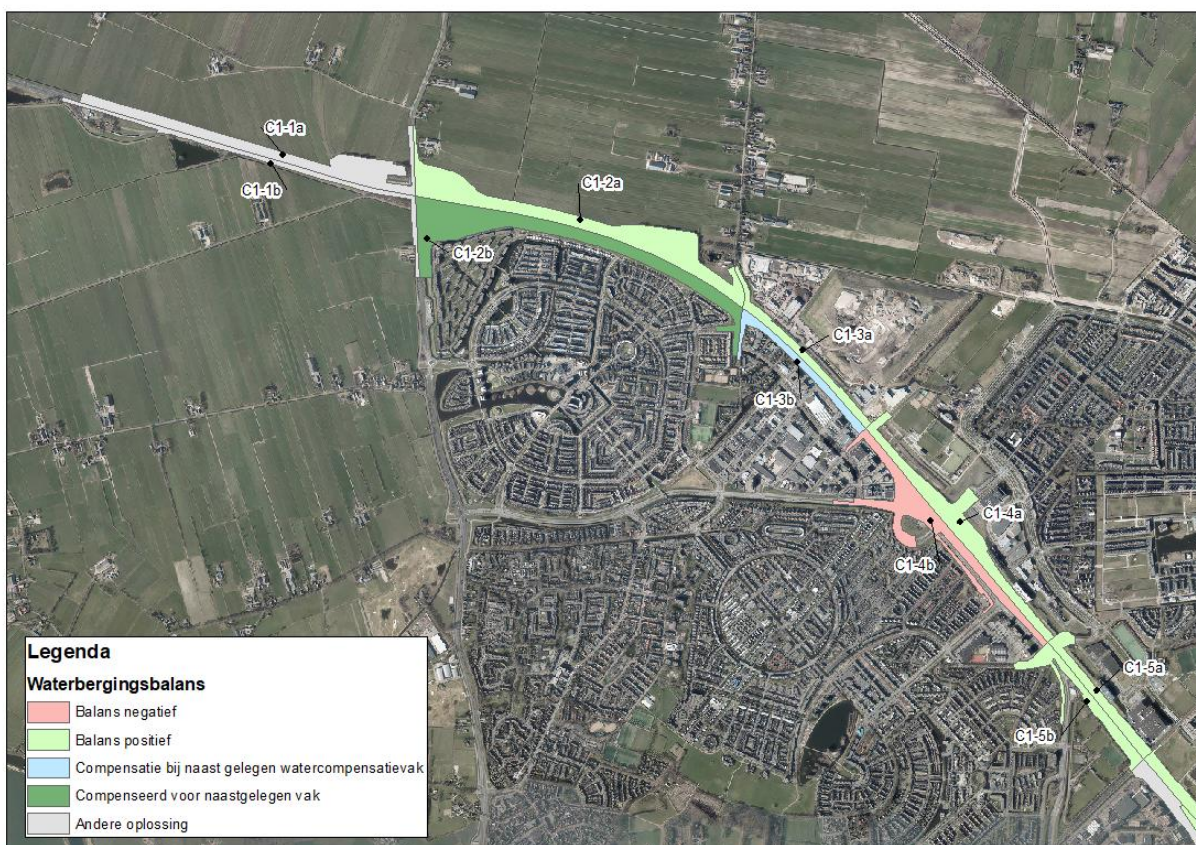 C1-1a
C1-1b
C1-2a
C1-2b
C1-3a
C1-3b
C1-4a
C1-4b
C1-5a
C1-5b
Legenda
Waterbergingsbalans
Balans negatief
Balans positief
Compensatie bij naast gelegen watercompensatievak
Compenseerd voor naastgelegen vak
Andere oplossing